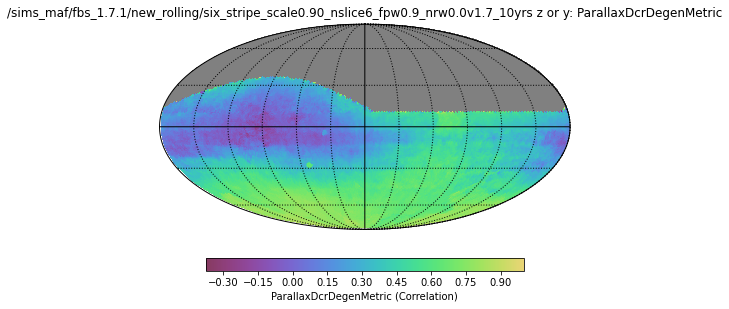 /sims_maf/fbs_1.7.1/new_rolling/six_stripe_scale0.90_nslice6_fpw0.9_nrw0.0v1.7_10yrs z or y: ParallaxDcrDegenMetric
−0.30 −0.15 0.00 0.15 0.30 0.45 0.60 0.75 0.90
ParallaxDcrDegenMetric (Correlation)